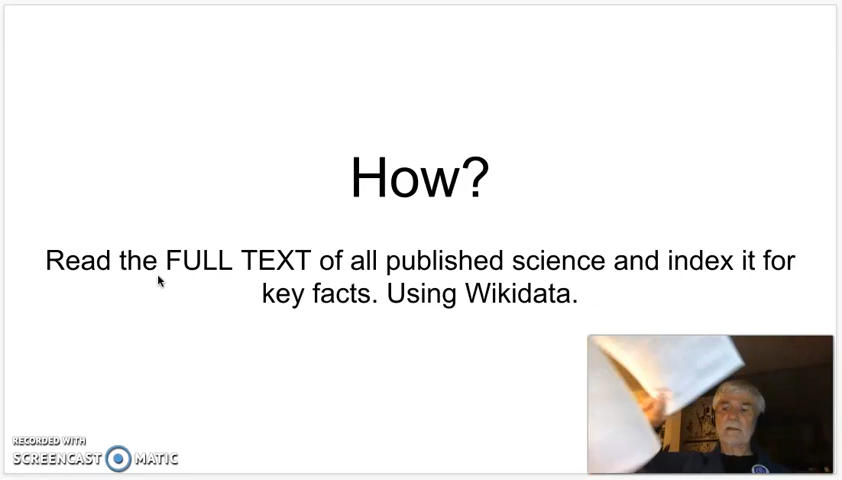 How?
Read the FULL TEXT of all published science and index it for
key facts. Using Wikidata.
RECORDED WITH
SCREENCAST MATIC